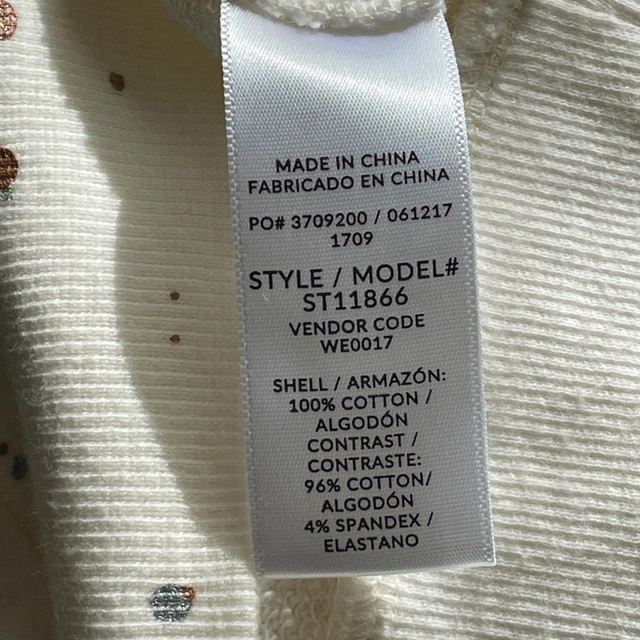 MADE IN CHINA
FABRICADO EN CHINA
PO# 3709200 / 061217
1709
STYLE / MODEL#
ST11866
VENDOR CODE
WE0017
SHELL / ARMAZÓN:
100% COTTON /
ALGODÓN
CONTRAST /
CONTRASTE:
96% COTTON/
ALGODÓN
4% SPANDEX /
ELASTANO